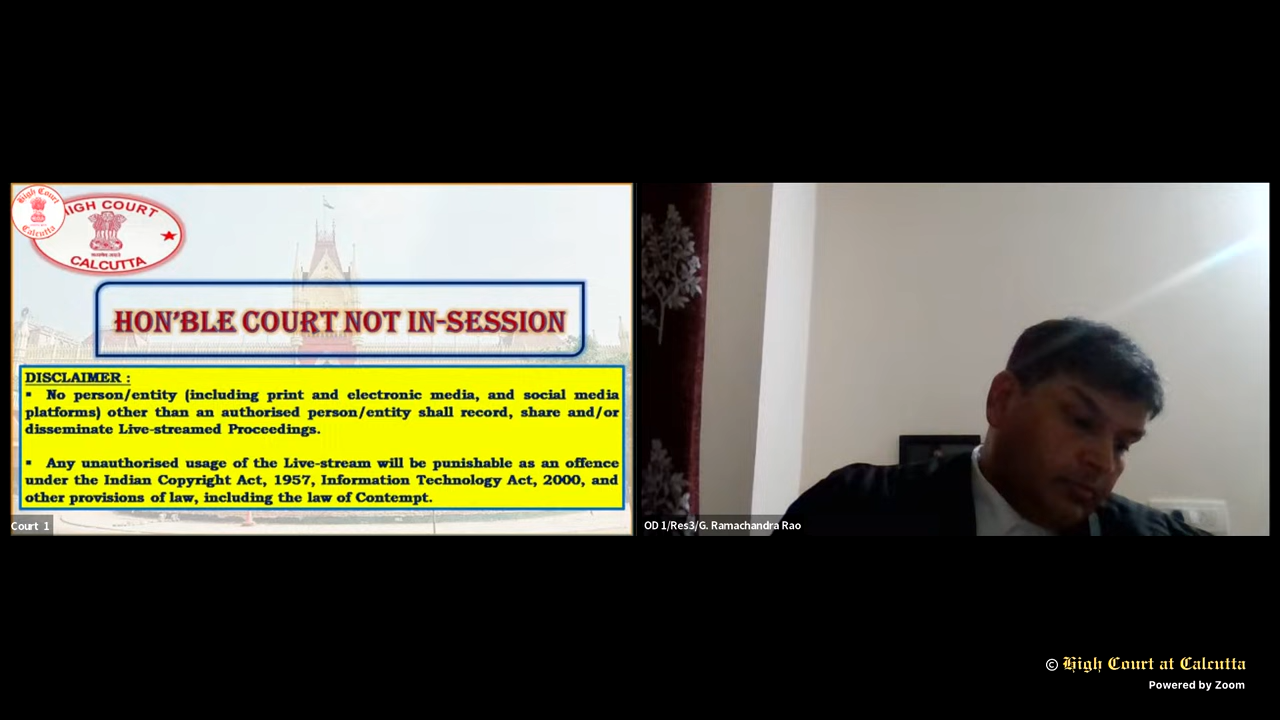 High Court
Calcutta
HIGH COURT
CALCUTTA
HON'BLE COURT NOT IN-SESSION
DISCLAIMER :
▪ No person/entity (including print and electronic media, and social media
platforms) other than an authorised person/entity shall record, share and/or
disseminate Live-streamed Proceedings.
▪ Any unauthorised usage of the Live-stream will be punishable as an offence
under the Indian Copyright Act, 1957, Information Technology Act, 2000, and
other provisions of law, including the law of Contempt.
Court 1
OD 1/Res3/G. Ramachandra Rao
© High Court at Calcutta
Powered by Zoom